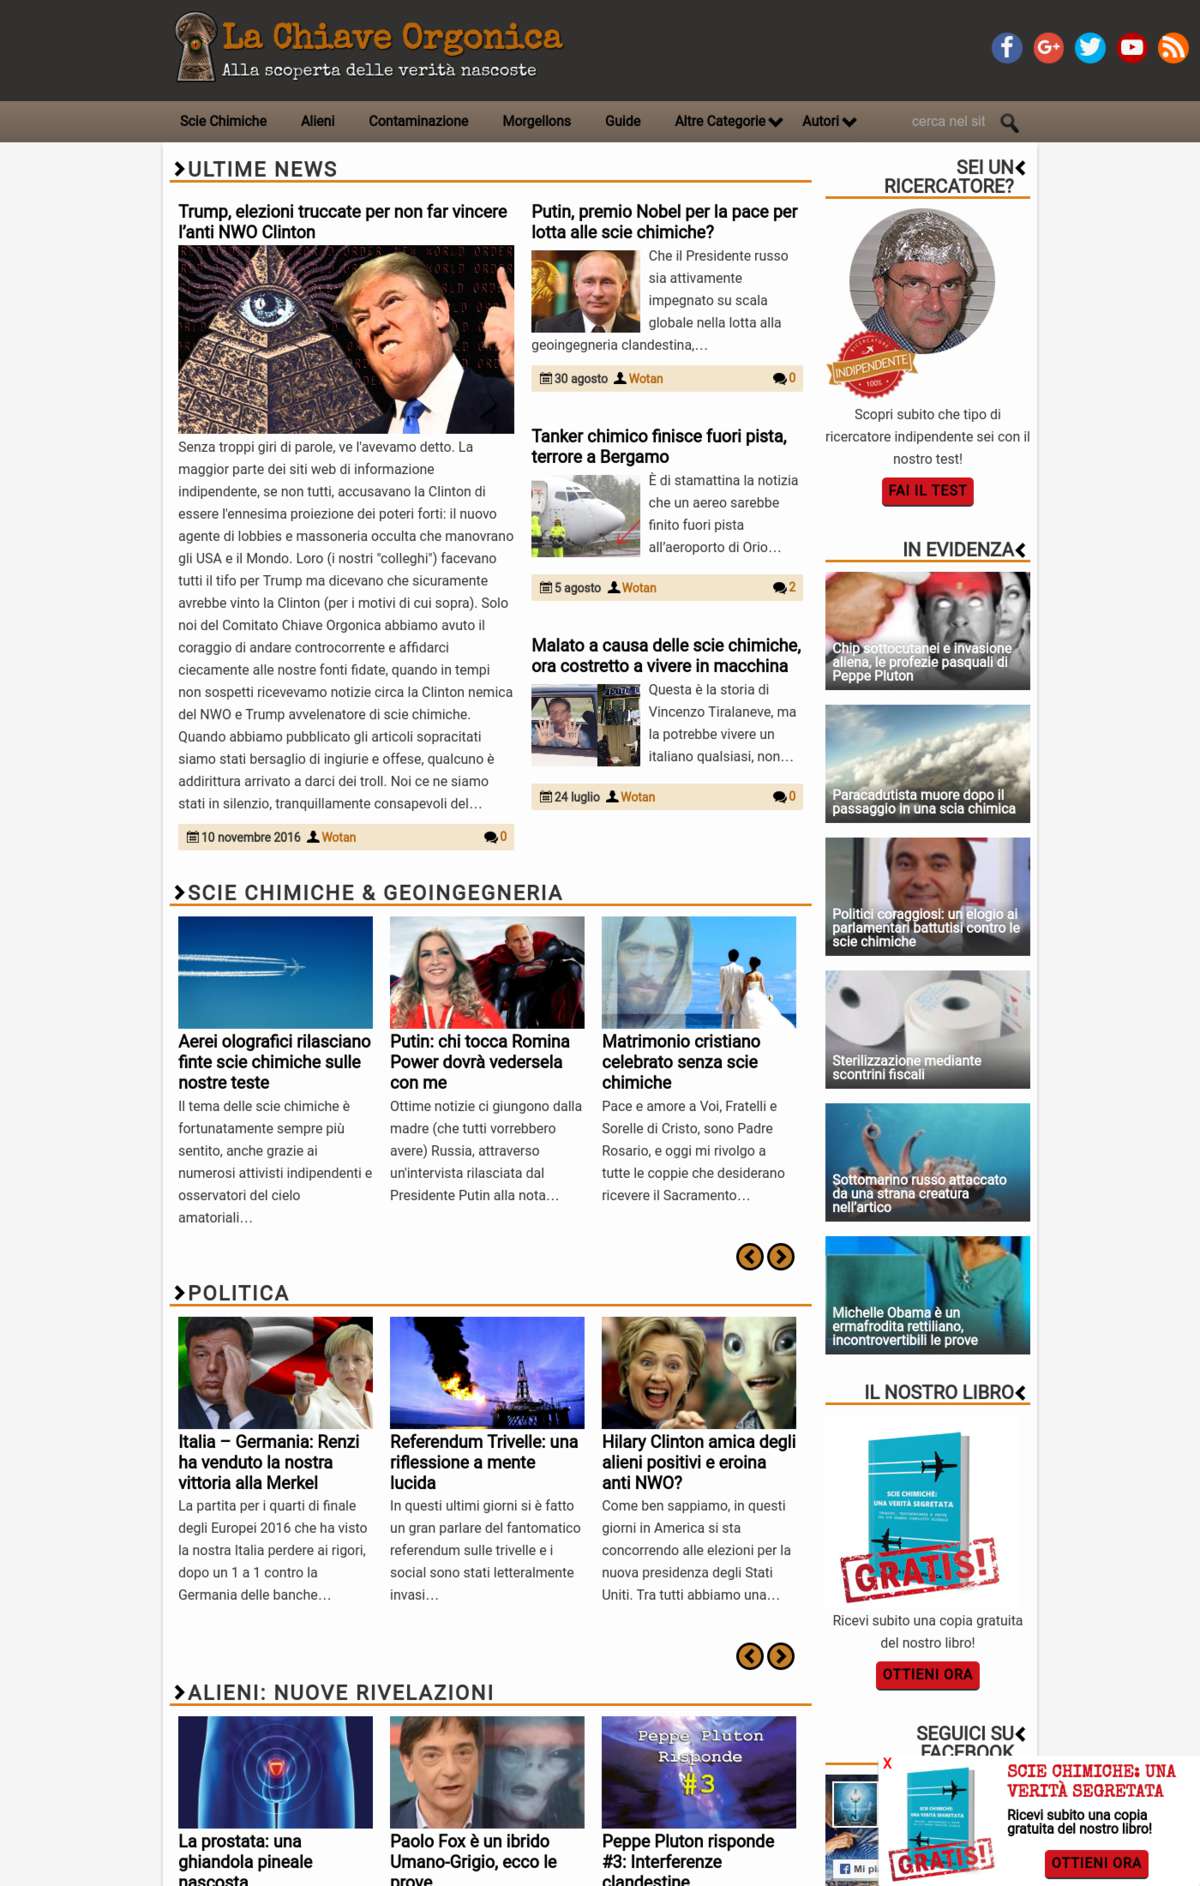 La Chiave Orgonica
Alla scoperta delle verità nascoste
Scie Chimiche
Alieni
Contaminazione
Morgellons
Guide
Altre Categorie
Autori
cerca nel sit
ULTIME NEWS
Trump, elezioni truccate per non far vincere
l'anti NWO Clinton
Senza troppi giri di parole, ve l'avevamo detto. La
maggior parte dei siti web di informazione
indipendente, se non tutti, accusavano la Clinton di
essere l'ennesima proiezione dei poteri forti: il nuovo
agente di lobbies e massoneria occulta che manovrano
gli USA e il Mondo. Loro (i nostri "colleghi") facevano
tutti il tifo per Trump ma dicevano che sicuramente
avrebbe vinto la Clinton (per i motivi di cui sopra). Solo
noi del Comitato Chiave Orgonica abbiamo avuto il
coraggio di andare controcorrente e affidarci
ciecamente alle nostre fonti fidate, quando in tempi
non sospetti ricevevamo notizie circa la Clinton nemica
del NWO e Trump avvelenatore di scie chimiche.
Quando abbiamo pubblicato gli articoli sopracitati
siamo stati bersaglio di ingiurie e offese, qualcuno è
addirittura arrivato a darci dei troll. Noi ce ne siamo
stati in silenzio, tranquillamente consapevoli del…
10 novembre 2016 Wotan 0
Putin, premio Nobel per la pace per
lotta alle scie chimiche?
Che il Presidente russo
sia attivamente
impegnato su scala
globale nella lotta alla
geoingegneria clandestina,…
30 agosto Wotan 0
Tanker chimico finisce fuori pista,
terrore a Bergamo
È di stamattina la notizia
che un aereo sarebbe
finito fuori pista
all'aeroporto di Orio…
5 agosto Wotan 2
Malato a causa delle scie chimiche,
ora costretto a vivere in macchina
Questa è la storia di
Vincenzo Tiralaneve, ma
la potrebbe vivere un
italiano qualsiasi, non…
24 luglio Wotan 0
SCIE CHIMICHE & GEOINGEGNERIA
Aerei olografici rilasciano
finte scie chimiche sulle
nostre teste
Il tema delle scie chimiche è
fortunatamente sempre più
sentito, anche grazie ai
numerosi attivisti indipendenti e
osservatori del cielo
amatoriali…
Putin: chi tocca Romina
Power dovrà vedersela
con me
Ottime notizie ci giungono dalla
madre (che tutti vorrebbero
avere) Russia, attraverso
un'intervista rilasciata dal
Presidente Putin alla nota…
Matrimonio cristiano
celebrato senza scie
chimiche
Pace e amore a Voi, Fratelli e
Sorelle di Cristo, sono Padre
Rosario, e oggi mi rivolgo a
tutte le coppie che desiderano
ricevere il Sacramento…
POLITICA
Italia – Germania: Renzi
ha venduto la nostra
vittoria alla Merkel
La partita per i quarti di finale
degli Europei 2016 che ha visto
la nostra Italia perdere ai rigori,
dopo un 1 a 1 contro la
Germania delle banche…
Referendum Trivelle: una
riflessione a mente
lucida
In questi ultimi giorni si è fatto
un gran parlare del fantomatico
referendum sulle trivelle e i
social sono stati letteralmente
invasi…
Hilary Clinton amica degli
alieni positivi e eroina
anti NWO?
Come ben sappiamo, in questi
giorni in America si sta
concorrendo alle elezioni per la
nuova presidenza degli Stati
Uniti. Tra tutti abbiamo una…
ALIENI: NUOVE RIVELAZIONI
La prostata: una
ghiandola pineale
nascosta
Paolo Fox è un ibrido
Umano-Grigio, ecco le
prove
Peppe Pluton
Risponde
#3
Peppe Pluton risponde
#3: Interferenze
clandestine
SEI UN
RICERCATORE?
RICERCATORE
INDIPENDENTE
100%
Scopri subito che tipo di
ricercatore indipendente sei con il
nostro test!
FAI IL TEST
IN EVIDENZA
Chip sottocutanei e invasione
aliena, le profezie pasquali di
Peppe Pluton
Paracadutista muore dopo il
passaggio in una scia chimica
Politici coraggiosi: un elogio ai
parlamentari battutisi contro le
scie chimiche
Sterilizzazione mediante
scontrini fiscali
Sottomarino russo attaccato
da una strana creatura
nell'artico
Michelle Obama è un
ermafrodita rettiliano,
incontrovertibili le prove
IL NOSTRO LIBRO
SCIE CHIMICHE:
UNA VERITÀ SEGRETATA
GRATIS!
Ricevi subito una copia gratuita
del nostro libro!
OTTIENI ORA
SEGUICI SU
FACEBOOK
Mi pi
X
SCIE CHIMICHE:
UNA VERITÀ SEGRETATA
GRATIS!
SCIE CHIMICHE: UNA
VERITÀ SEGRETATA
Ricevi subito una copia
gratuita del nostro libro!
OTTIENI ORA